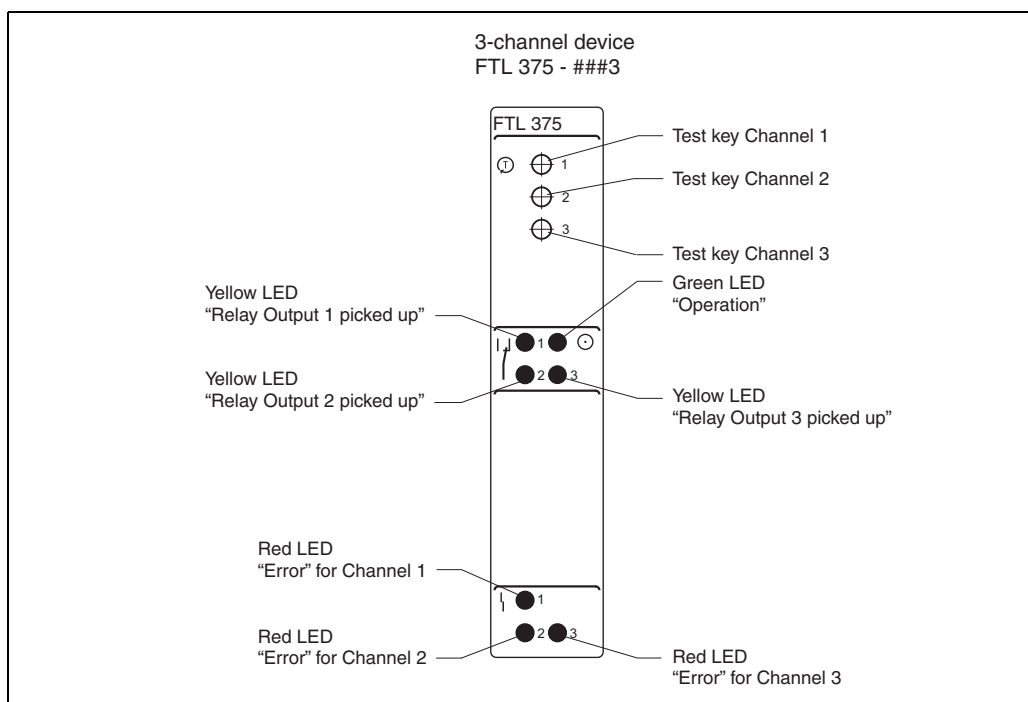 3-channel device
FTL 375 - ###3
FTL 375
Test key Channel 1
T
1
Test key Channel 2
2
3
Test key Channel 3
Green LED
“Operation”
Yellow LED
“Relay Output 1 picked up”
1
Yellow LED
“Relay Output 2 picked up”
2 3
Yellow LED
“Relay Output 3 picked up”
Red LED
“Error” for Channel 1
1
Red LED
“Error” for Channel 2
2 3
Red LED
“Error” for Channel 3